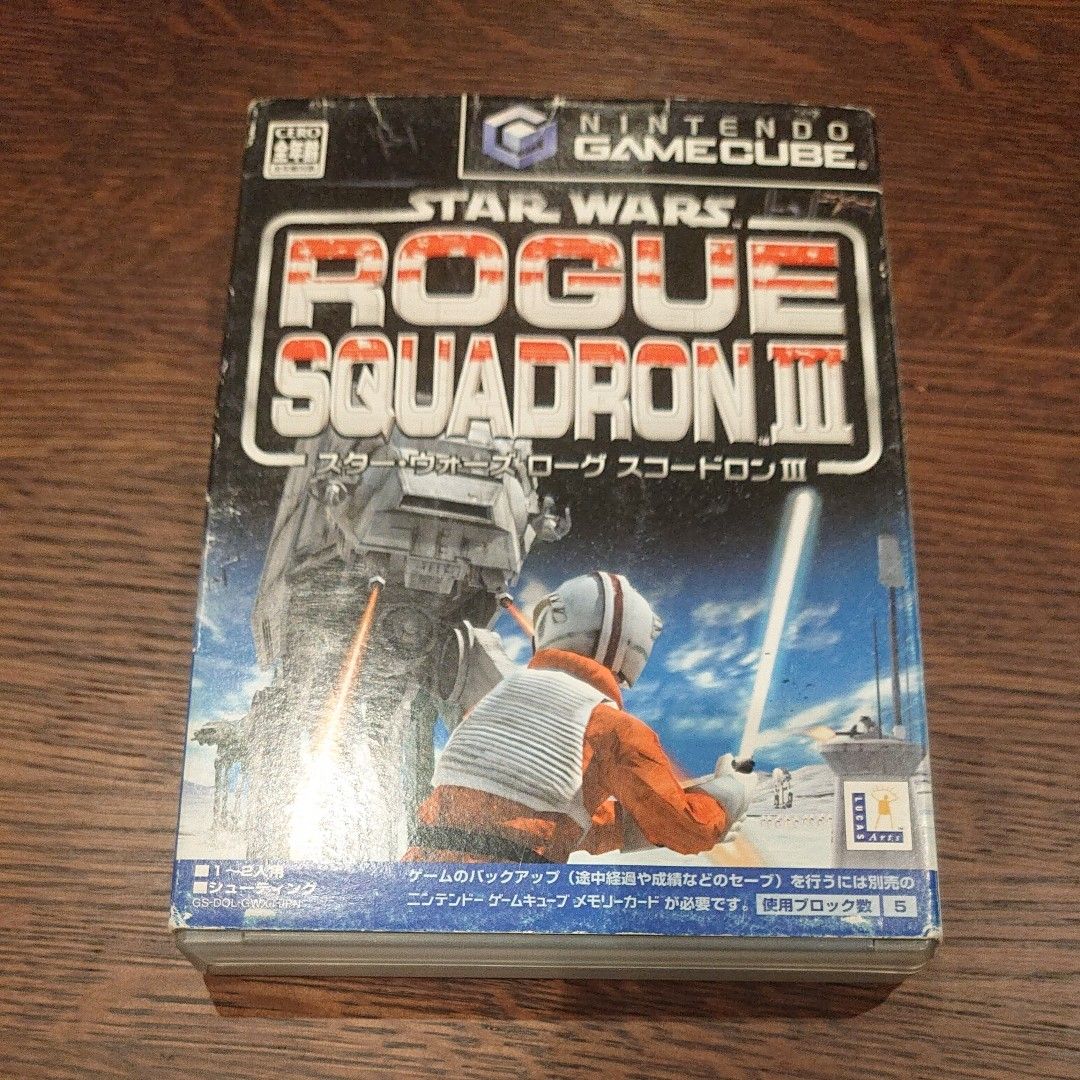 CERO
全年齢
NINTENDO
GAMECUBE
STAR WARS
ROGUE
SQUADRON III
スター・ウォーズ ローグ スコードロン III
LUCAS
Arts
■1〜2人用
■シューティング
ゲームのバックアップ(途中経過や成績などのセーブ)を行うには別売の
ニンテンドー ゲームキューブ メモリーカード が必要です。 使用ブロック数 5